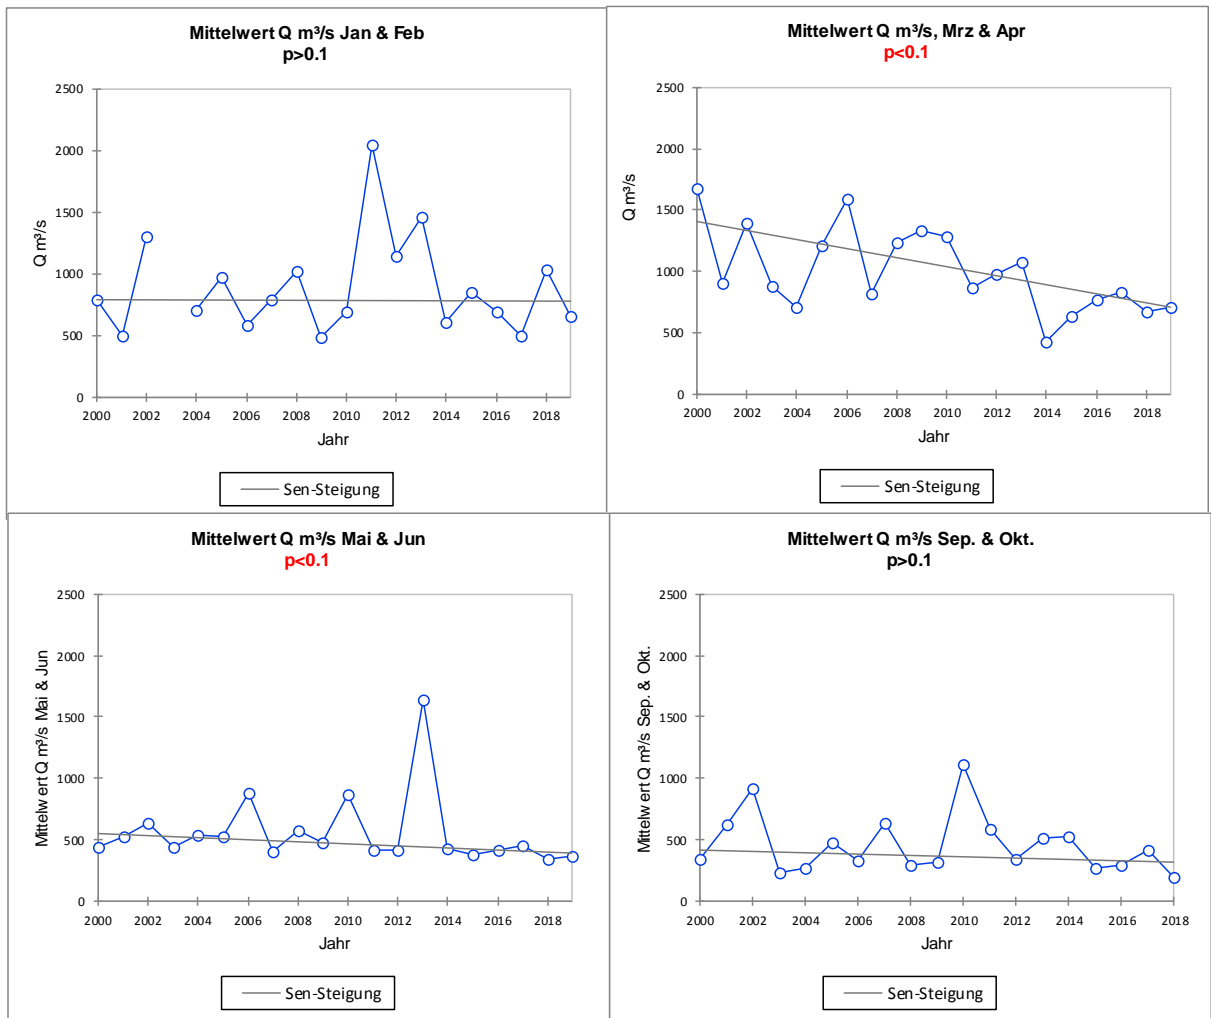 Mittelwert Q m³/s Jan & Feb
p>0.1
2500
2000
1500
1000
500
0
Q m³/s
2000 2002 2004 2006 2008 2010 2012 2014 2016 2018
Jahr
Sen-Steigung
Mittelwert Q m³/s, Mrz & Apr
p<0.1
2500
2000
1500
1000
500
0
Q m³/s
2000 2002 2004 2006 2008 2010 2012 2014 2016 2018
Jahr
Sen-Steigung
Mittelwert Q m³/s Mai & Jun
p<0.1
2500
2000
1500
1000
500
0
Mittelwert Q m³/s Mai & Jun
2000 2002 2004 2006 2008 2010 2012 2014 2016 2018
Jahr
Sen-Steigung
Mittelwert Q m³/s Sep. & Okt.
p>0.1
2500
2000
1500
1000
500
0
Mittelwert Q m³/s Sep. & Okt.
2000 2002 2004 2006 2008 2010 2012 2014 2016 2018
Jahr
Sen-Steigung